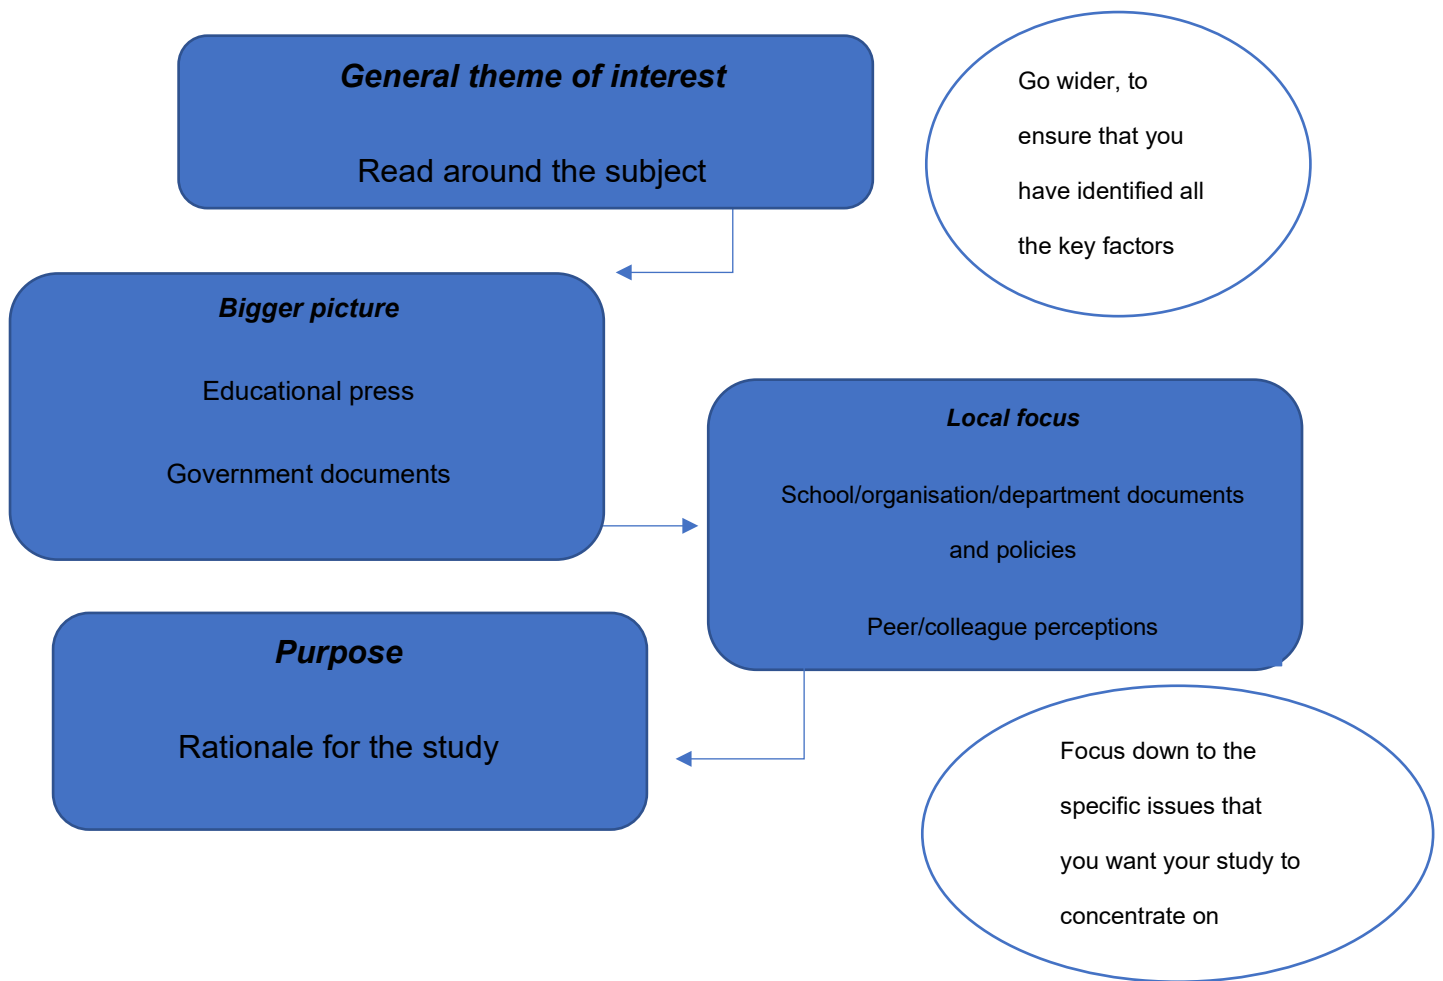 General theme of interest
Read around the subject
Go wider, to
ensure that you
have identified all
the key factors
Bigger picture
Educational press
Government documents
Local focus
School/organisation/department documents
and policies
Peer/colleague perceptions
Purpose
Rationale for the study
Focus down to the
specific issues that
you want your study to
concentrate on